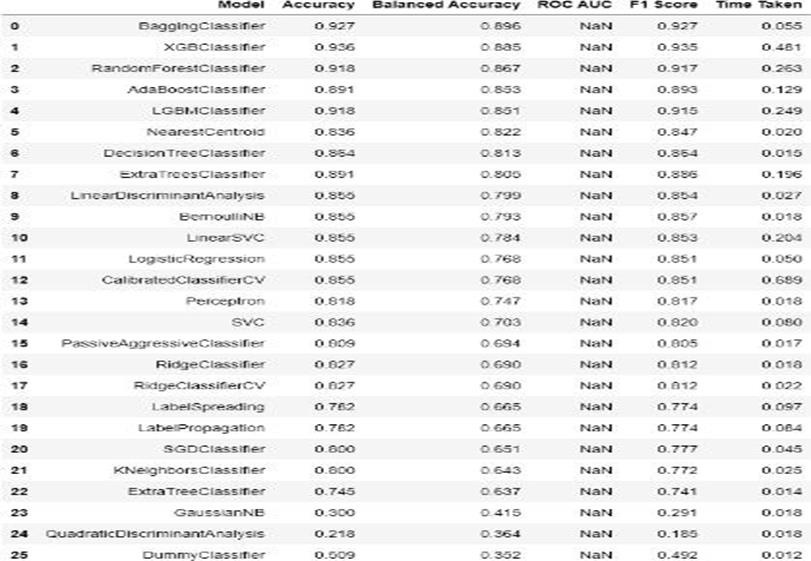 Model Accuracy Balanced Accuracy ROC AUC F1 Score Time Taken
0 BaggingClassifier 0.927 0.896 NaN 0.927 0.055
1 XGBClassifier 0.936 0.885 NaN 0.935 0.481
2 RandomForestClassifier 0.918 0.867 NaN 0.917 0.263
3 AdaBoostClassifier 0.891 0.853 NaN 0.893 0.129
4 LGBMClassifier 0.918 0.851 NaN 0.915 0.249
5 NearestCentroid 0.836 0.822 NaN 0.847 0.020
6 DecisionTreeClassifier 0.864 0.813 NaN 0.864 0.015
7 ExtraTreesClassifier 0.891 0.805 NaN 0.886 0.196
8 LinearDiscriminantAnalysis 0.855 0.799 NaN 0.854 0.027
9 BernoulliNB 0.855 0.793 NaN 0.857 0.018
10 LinearSVC 0.855 0.784 NaN 0.853 0.204
11 LogisticRegression 0.855 0.768 NaN 0.851 0.050
12 CalibratedClassifierCV 0.855 0.768 NaN 0.851 0.689
13 Perceptron 0.818 0.747 NaN 0.817 0.018
14 SVC 0.836 0.703 NaN 0.820 0.080
15 PassiveAggressiveClassifier 0.809 0.694 NaN 0.805 0.017
16 RidgeClassifier 0.827 0.690 NaN 0.812 0.018
17 RidgeClassifierCV 0.827 0.690 NaN 0.812 0.022
18 LabelSpreading 0.782 0.665 NaN 0.774 0.097
19 LabelPropagation 0.782 0.665 NaN 0.774 0.084
20 SGDClassifier 0.800 0.651 NaN 0.777 0.045
21 KNeighborsClassifier 0.800 0.643 NaN 0.772 0.025
22 ExtraTreeClassifier 0.745 0.637 NaN 0.741 0.014
23 GaussianNB 0.300 0.415 NaN 0.291 0.018
24 QuadraticDiscriminantAnalysis 0.218 0.364 NaN 0.185 0.018
25 DummyClassifier 0.509 0.352 NaN 0.492 0.012